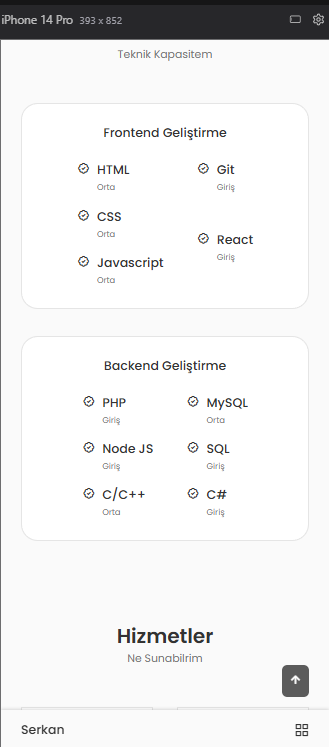 iPhone 14 Pro 393 x 852
Teknik Kapasitem
Frontend Geliştirme
HTML
Orta
Git
Giriş
CSS
Orta
React
Giriş
Javascript
Orta
Backend Geliştirme
PHP
Giriş
MySQL
Orta
Node JS
Giriş
SQL
Giriş
C/C++
Orta
C#
Giriş
Hizmetler
Ne Sunabilrim
Serkan